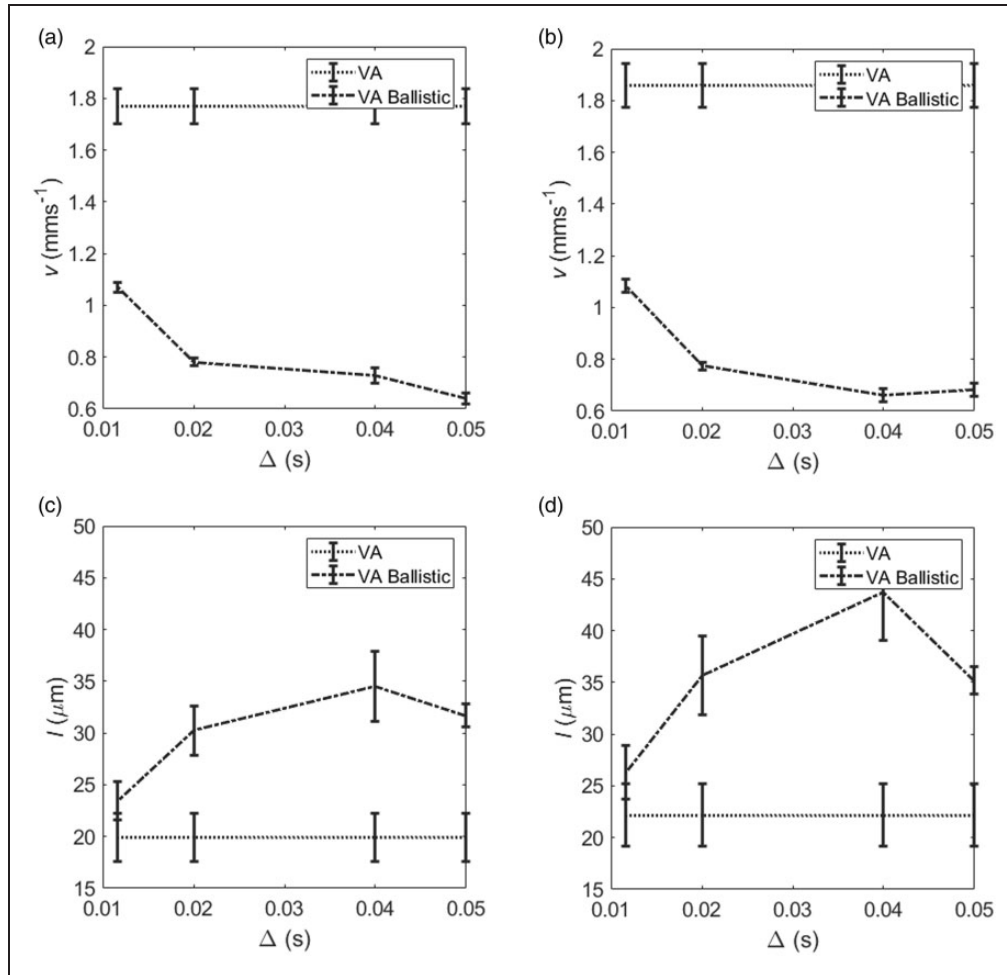 (a)
2
1.8
1.6
1.4
1.2
1
0.8
0.6
v (mms-1)
VA
VA Ballistic
0.01 0.02 0.03 0.04 0.05
Δ (s)
(b)
2
1.8
1.6
1.4
1.2
1
0.8
0.6
v (mms-1)
VA
VA Ballistic
0.01 0.02 0.03 0.04 0.05
Δ (s)
(c)
50
45
40
35
30
25
20
15
l (μm)
VA
VA Ballistic
0.01 0.02 0.03 0.04 0.05
Δ (s)
(d)
50
45
40
35
30
25
20
15
l (μm)
VA
VA Ballistic
0.01 0.02 0.03 0.04 0.05
Δ (s)